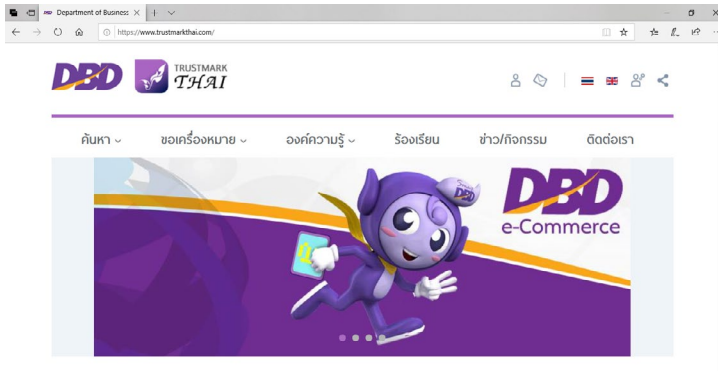 Department of Business
https://www.trustmarkthai.com/
DBD TRUSTMARK
THAI
ค้นหา ขอเครื่องหมาย องค์ความรู้ ร้องเรียน ข่าว/กิจกรรม ติดต่อเรา
DBD
DBD
e-Commerce